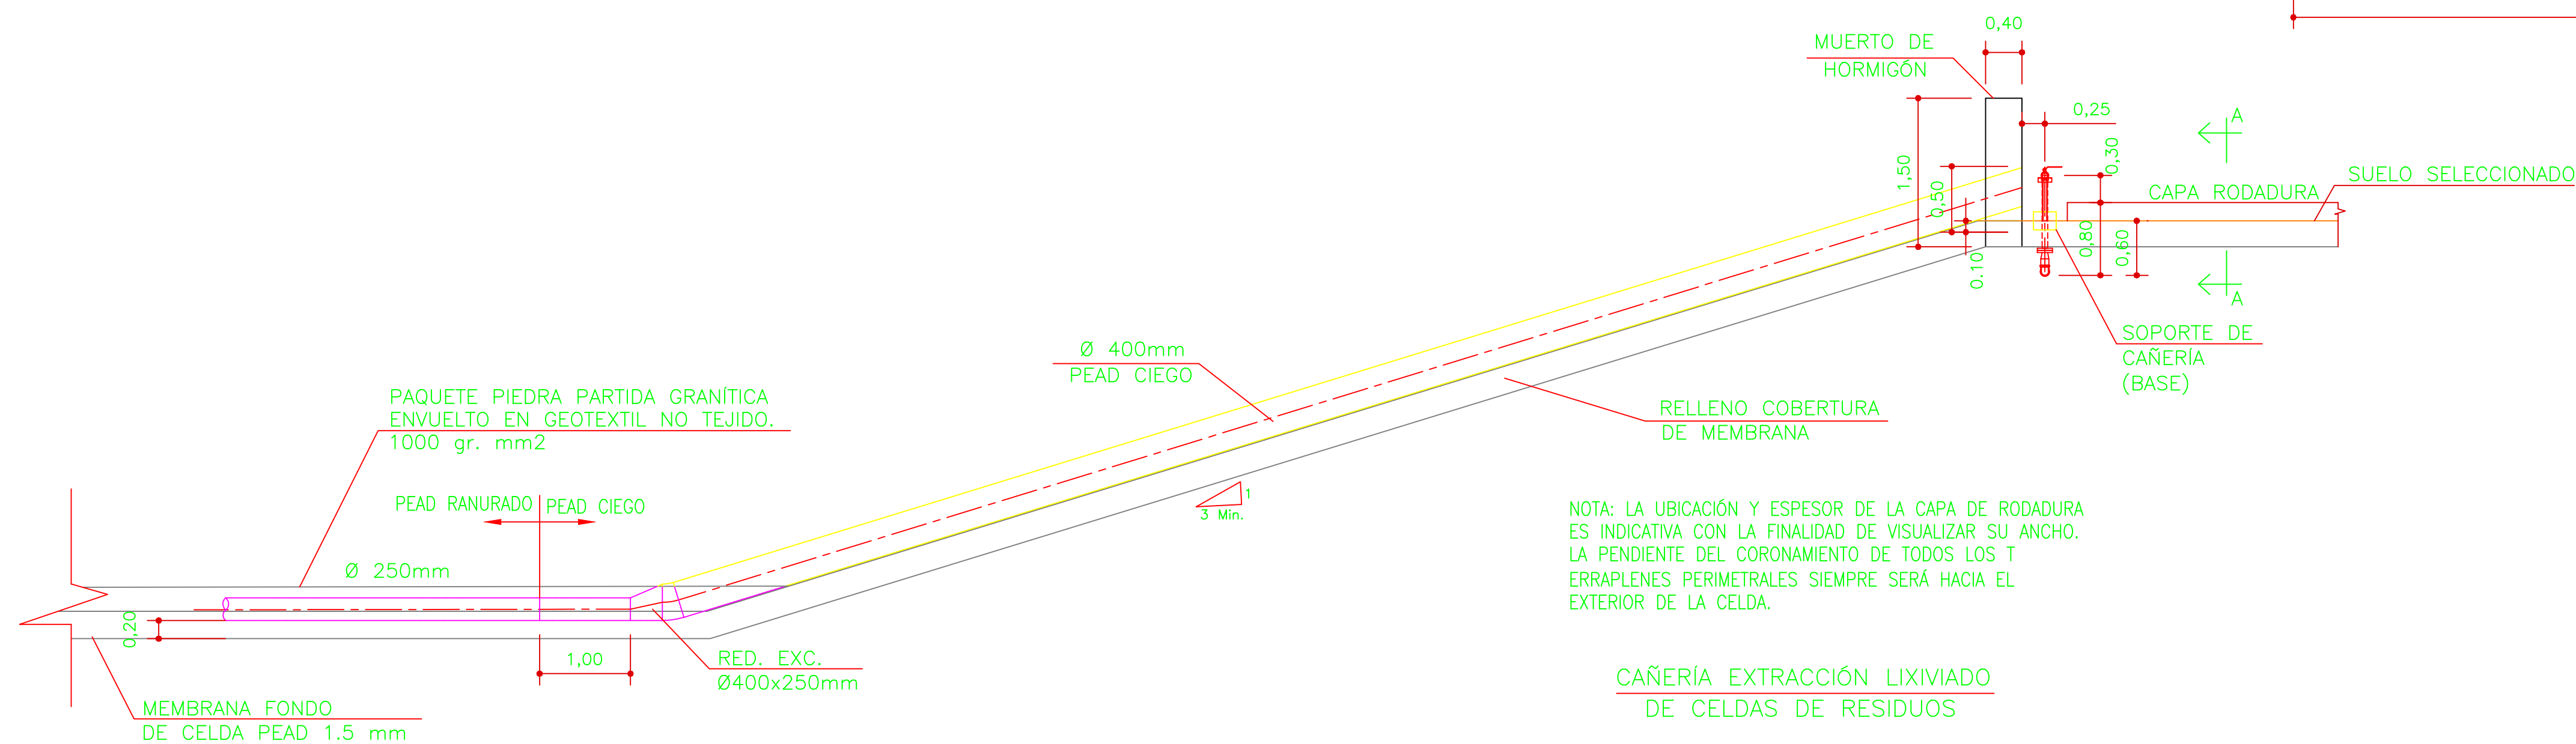 0,40
MUERTO DE
HORMIGÓN
0,25
A
0,30
1,50
0,50
SUELO SELECCIONADO
CAPA RODADURA
0,80
0,60
0.10
A
SOPORTE DE
CAÑERÍA
(BASE)
Ø 400mm
PEAD CIEGO
RELLENO COBERTURA
DE MEMBRANA
PAQUETE PIEDRA PARTIDA GRANÍTICA
ENVUELTO EN GEOTEXTIL NO TEJIDO.
1000 gr. mm2
1
3 Min.
PEAD RANURADO
PEAD CIEGO
NOTA: LA UBICACIÓN Y ESPESOR DE LA CAPA DE RODADURA
ES INDICATIVA CON LA FINALIDAD DE VISUALIZAR SU ANCHO.
LA PENDIENTE DEL CORONAMIENTO DE TODOS LOS T
ERRAPLENES PERIMETRALES SIEMPRE SERÁ HACIA EL
EXTERIOR DE LA CELDA.
Ø 250mm
0,20
1,00
RED. EXC.
Ø400x250mm
MEMBRANA FONDO
DE CELDA PEAD 1.5 mm
CAÑERÍA EXTRACCIÓN LIXIVIADO
DE CELDAS DE RESIDUOS